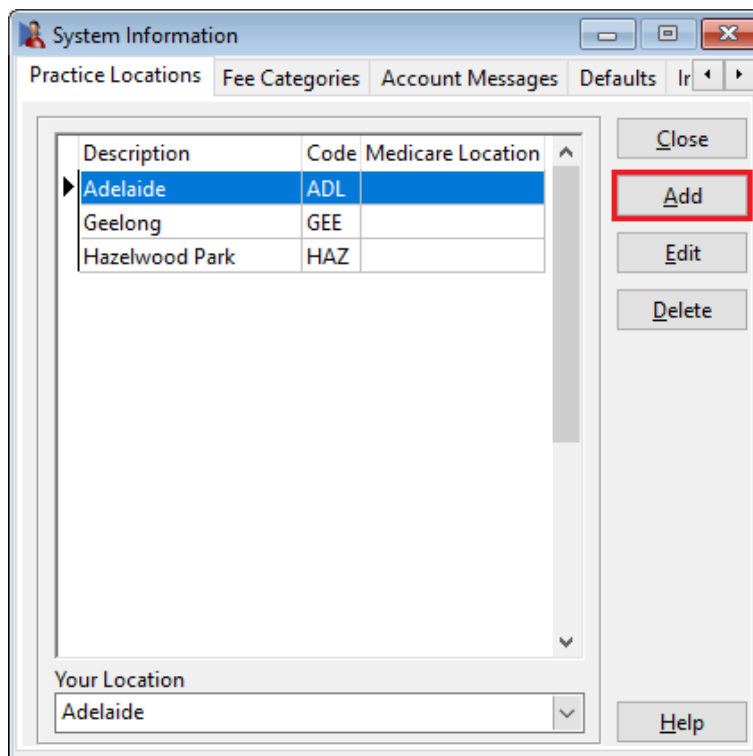 System Information
Practice Locations Fee Categories Account Messages Defaults Ir
Description Code Medicare Location
Adelaide ADL
Geelong GEE
Hazelwood Park HAZ
Close
Add
Edit
Delete
Your Location
Adelaide
Help